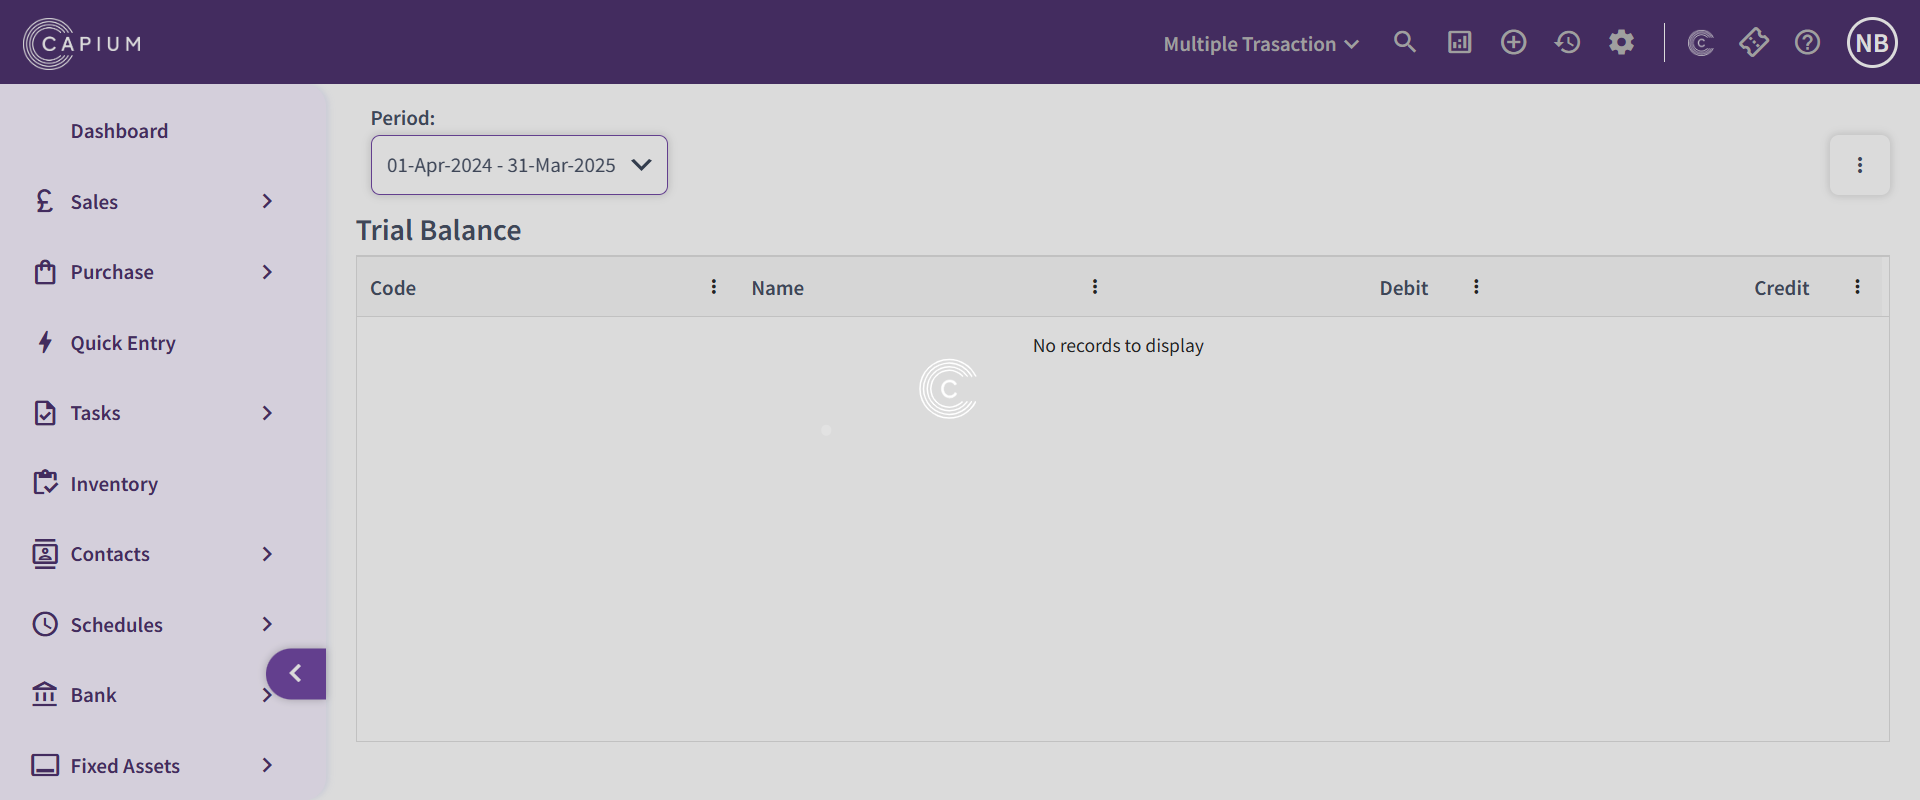 CAPIUM
Multiple Trasaction
C
NB
Dashboard
Sales
Purchase
Quick Entry
Tasks
Inventory
Contacts
Schedules
Bank
Fixed Assets
Period:
01-Apr-2024 - 31-Mar-2025
Trial Balance
Code Name Debit Credit
No records to display
C